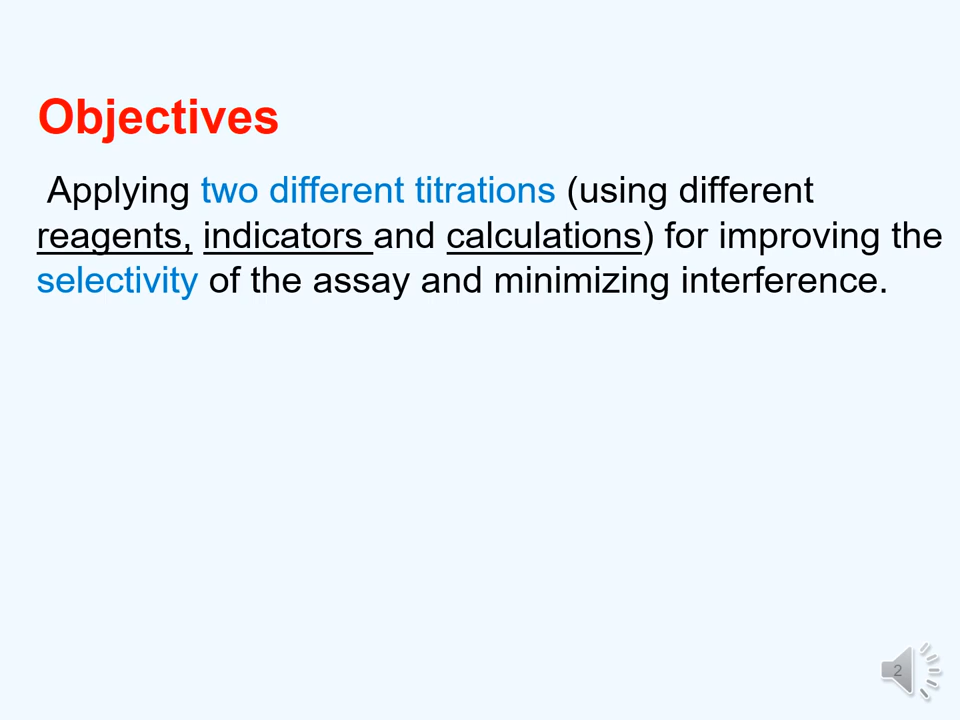 Objectives
Applying two different titrations (using different
reagents, indicators and calculations) for improving the
selectivity of the assay and minimizing interference.
2